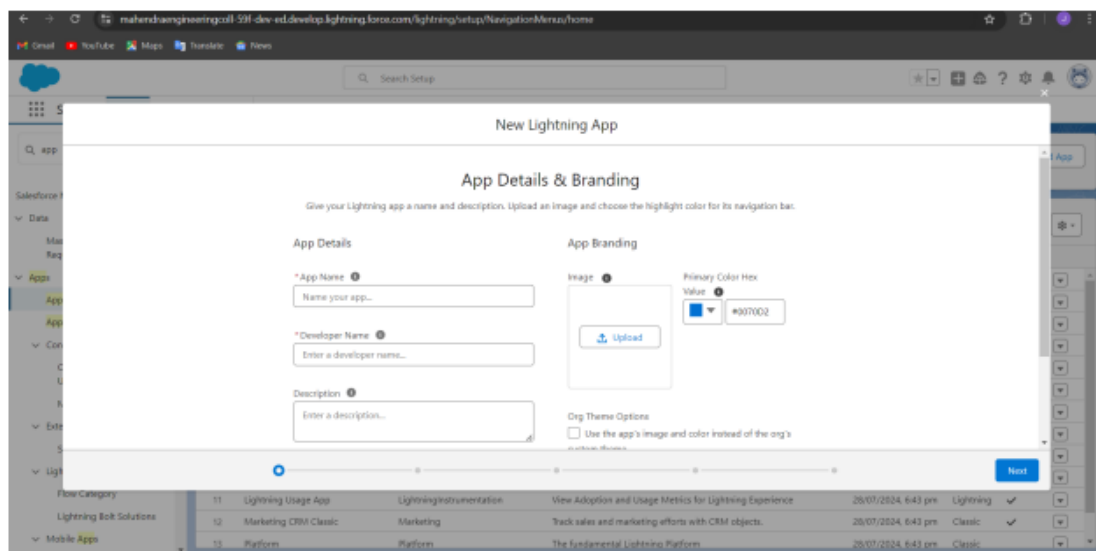 mahendraengineeringcoll-59f-dev-ed.develop.lightning.force.com/lightning/setup/NavigationMenus/home
Gmail YouTube Maps Translate News
Search Setup
S
New Lightning App
app
App
App Details & Branding
Salesforce
Give your Lightning app a name and description. Upload an image and choose the highlight color for its navigation bar.
Data
App Details App Branding
Apps
*App Name Image Primary Color Hex
Value
Name your app...
#0070D2
App
App
Upload
*Developer Name
Enter a developer name...
Description
Enter a description...
Org Theme Options
Use the app's image and color instead of the org's
custom theme
Next
Flow Category
11 Lightning Usage App LightningInstrumentation View Adoption and Usage Metrics for Lightning Experience 28/07/2024, 6:43 pm Lightning
Lightning Bolt Solutions
12 Marketing CRM Classic Marketing Track sales and marketing efforts with CRM objects. 28/07/2024, 6:43 pm Classic
Mobile Apps
13 Platform Platform The fundamental Lightning Platform 28/07/2024, 6:43 pm Classic